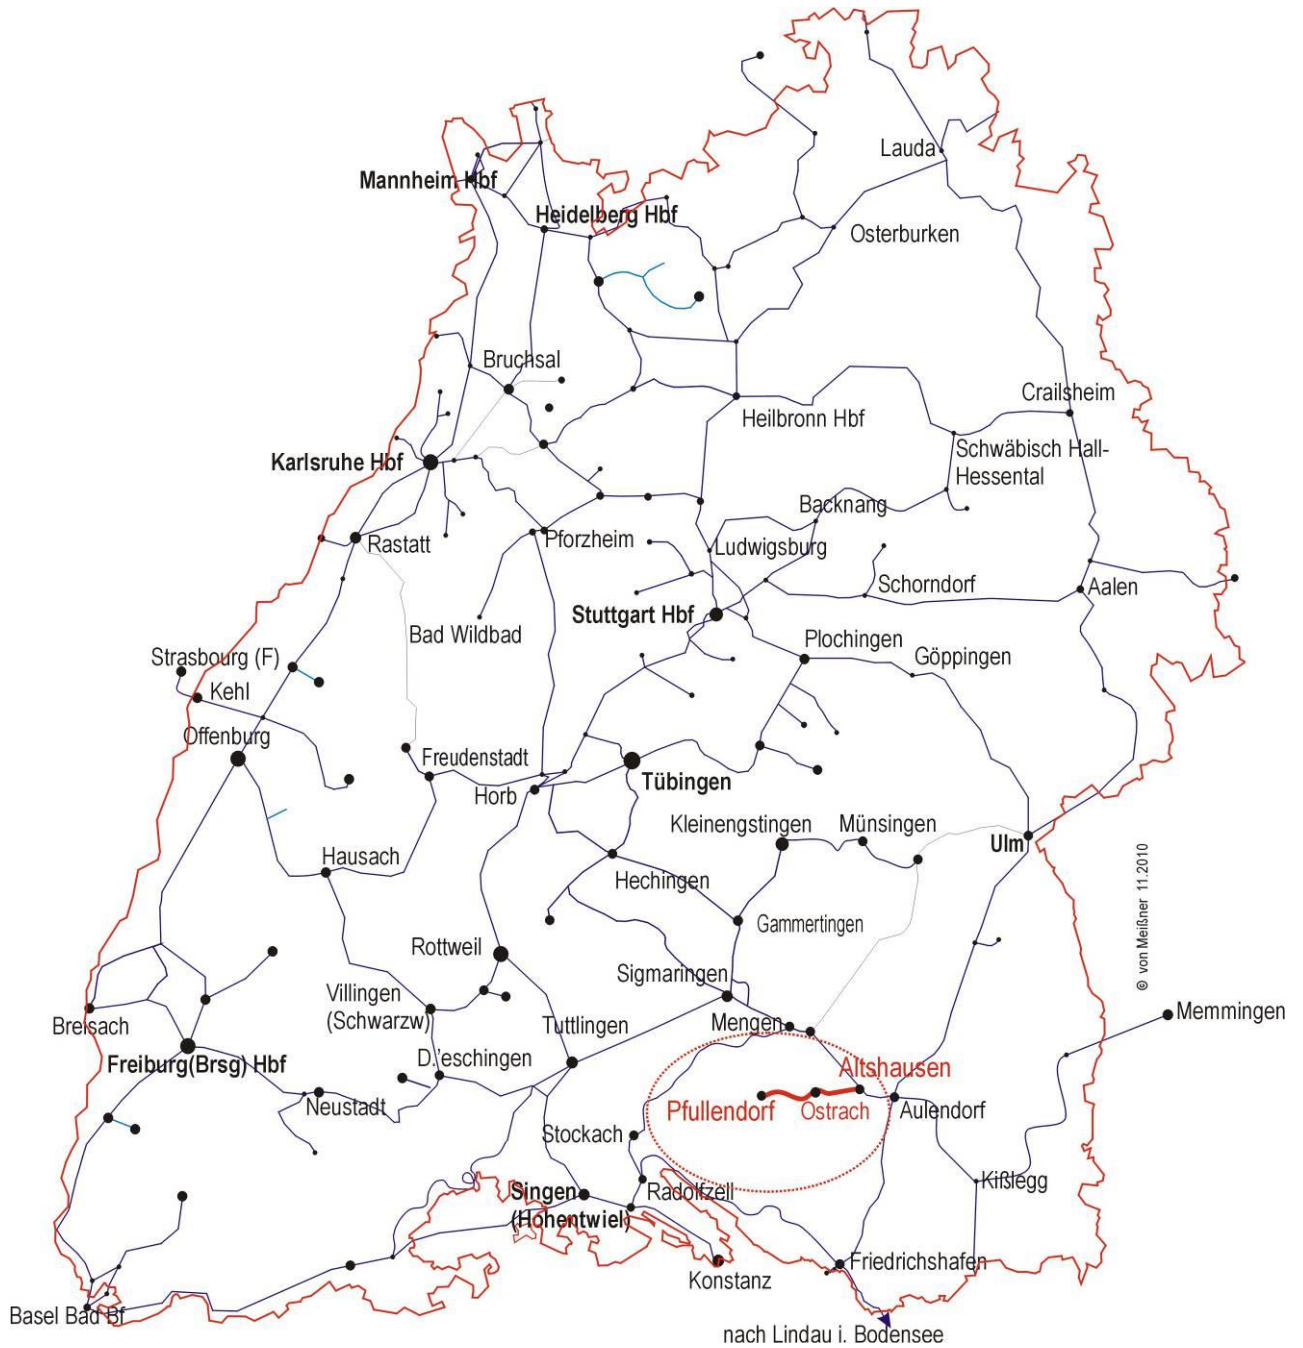 Lauda
Mannheim Hbf
Heidelberg Hbf
Osterburken
Bruchsal
Crailsheim
Heilbronn Hbf
Karlsruhe Hbf
Schwäbisch Hall-
Hessental
Backnang
Rastatt
Pforzheim
Ludwigsburg
Schorndorf
Aalen
Stuttgart Hbf
Bad Wildbad
Plochingen
Göppingen
Strasbourg (F)
Kehl
Offenburg
Freudenstadt
Tübingen
Horb
Kleinengstingen
Münsingen
Ulm
Hausach
Hechingen
© von Meißner 11.2010
Gammertingen
Rottweil
Sigmaringen
Villingen
(Schwarzw)
Tuttlingen
Mengen
Memmingen
Breisach
Freiburg(Brsg) Hbf
D.'eschingen
Altshausen
Neustadt
Pfullendorf
Ostrach
Aulendorf
Stockach
Kißlegg
Singen
(Hohentwiel)
Radolfzell
Friedrichshafen
Konstanz
Basel Bad Bf
nach Lindau i. Bodensee